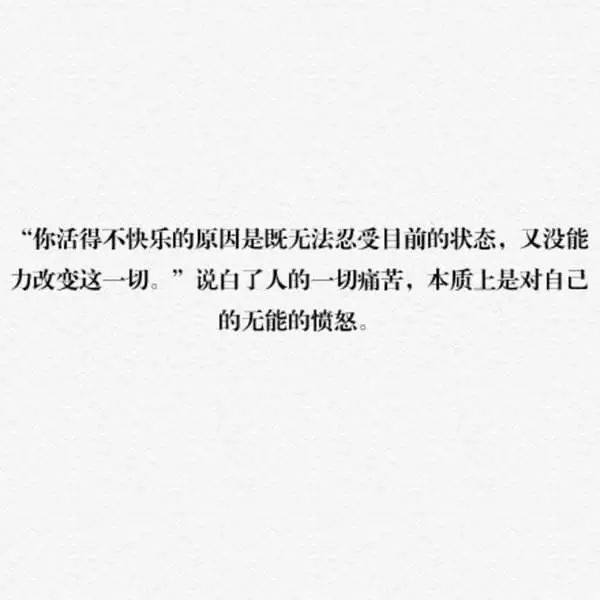 “你活得不快乐的原因是既无法忍受目前的状态，又没能
力改变这一切。”说白了人的一切痛苦，本质上是对自己
的无能的愤怒。